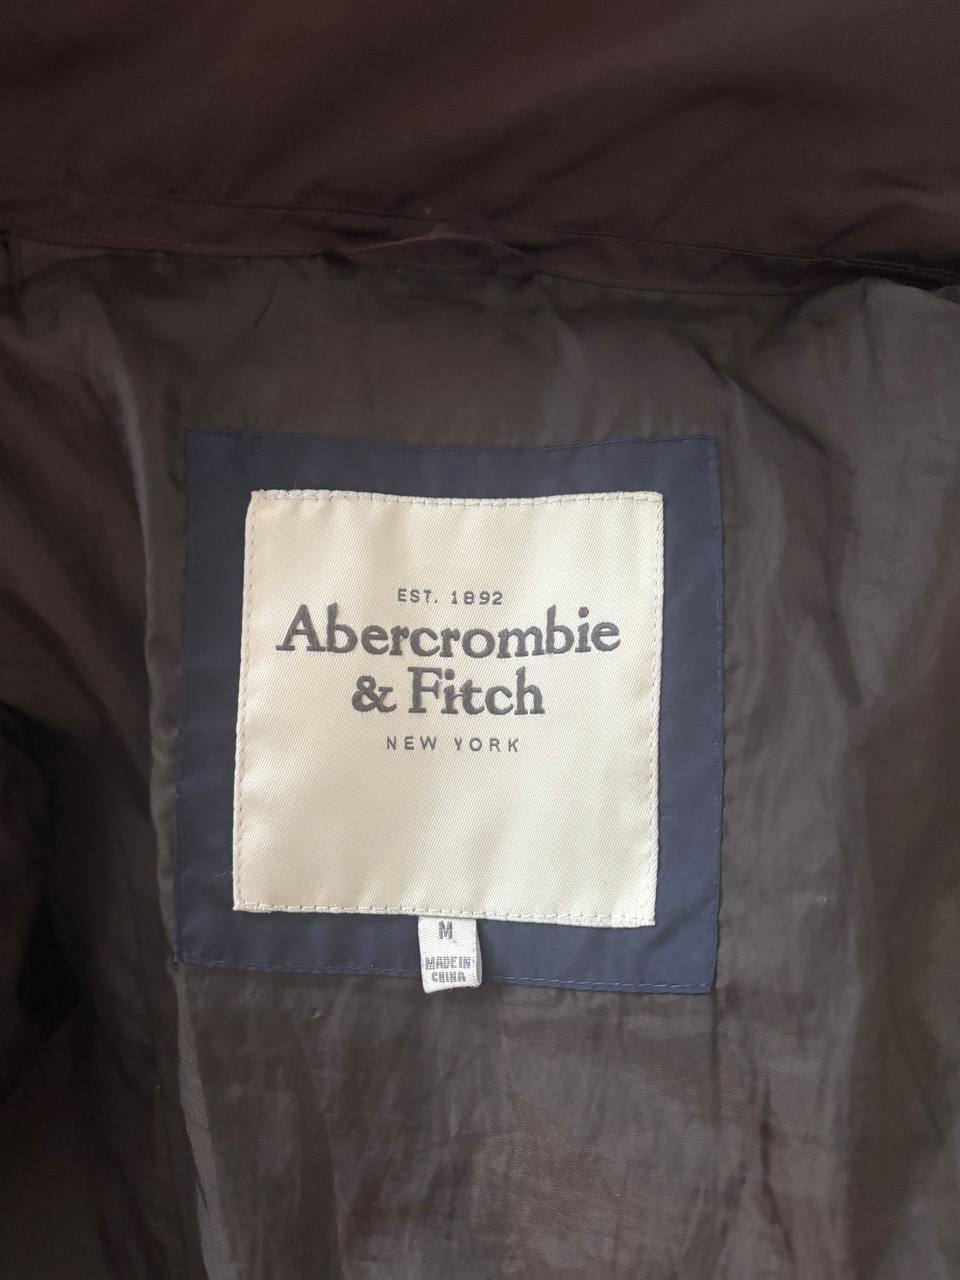 EST. 1892
Abercrombie
& Fitch
NEW YORK
M
MADE IN
CHINA